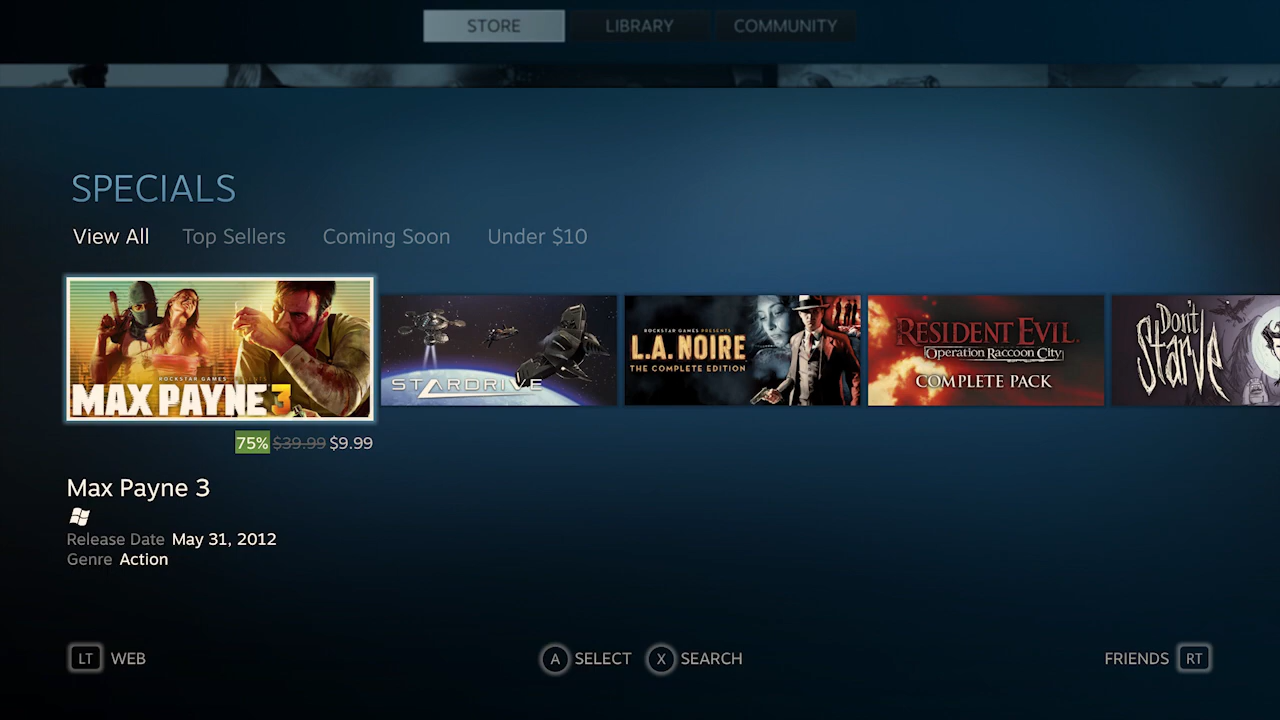 STORE LIBRARY COMMUNITY
SPECIALS
View All Top Sellers Coming Soon Under $10
ROCKSTAR GAMES PRESENTS
MAX PAYNE 3
STARDRIVE
ROCKSTAR GAMES PRESENTS
L.A. NOIRE
THE COMPLETE EDITION
RESIDENT EVIL
Operation Raccoon City
COMPLETE PACK
Don't
Starve
75% $39.99 $9.99
Max Payne 3
Release Date May 31, 2012
Genre Action
LT WEB A SELECT X SEARCH FRIENDS RT